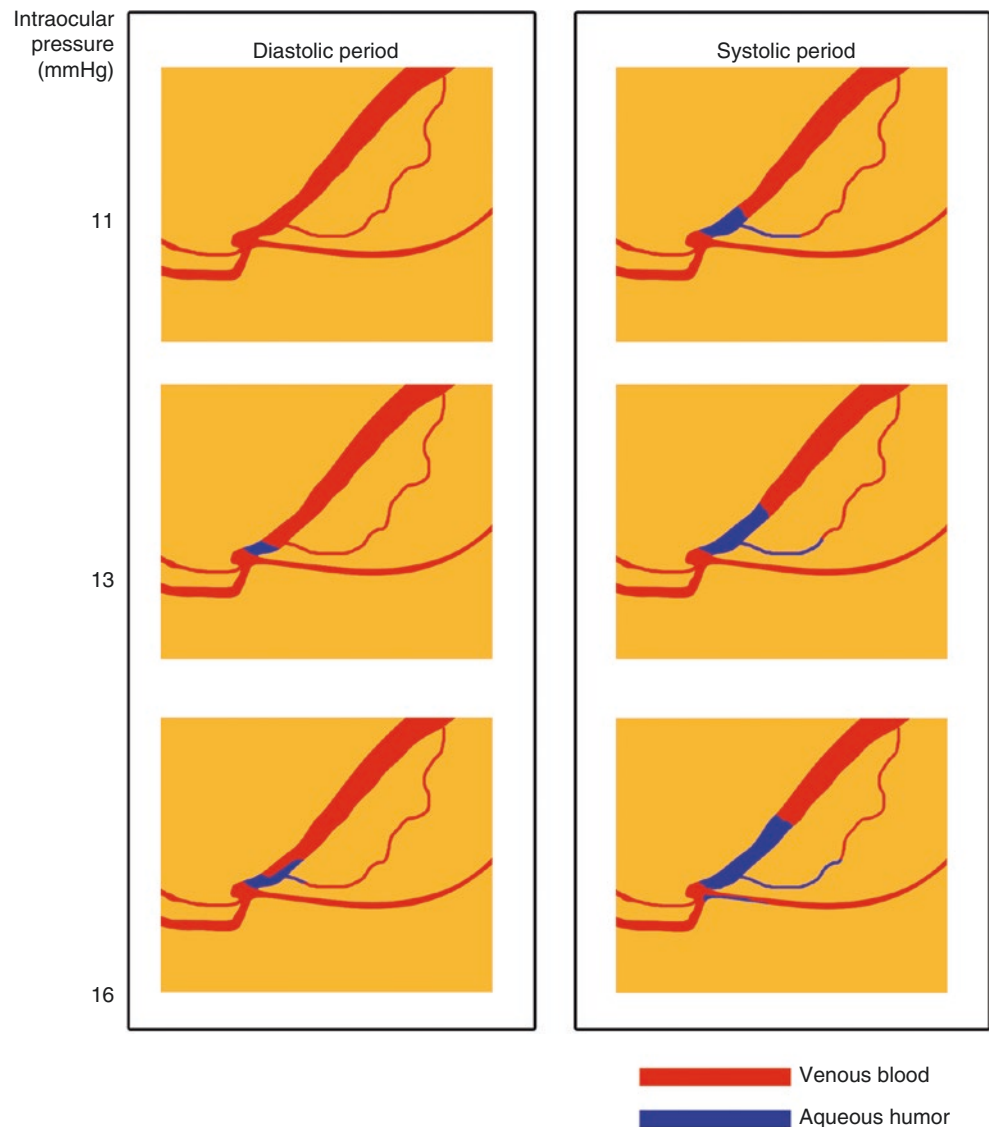 Intraocular
pressure
(mmHg)
Diastolic period
Systolic period
11
13
16
Venous blood
Aqueous humor